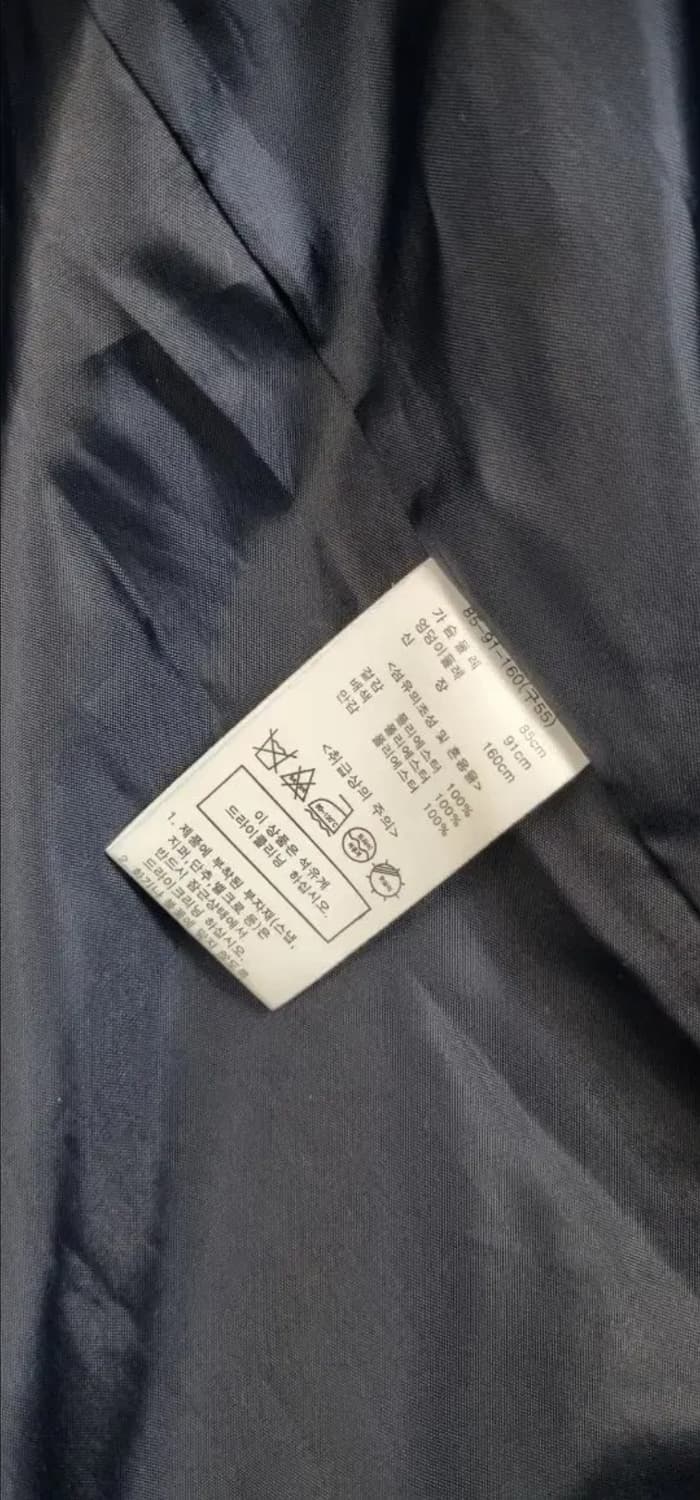 85-91-160(구55)
가슴둘레 85cm
엉덩이둘레 91cm
신 장 160cm
<섬유의조성 및 혼용율>
겉감 폴리에스터 100%
배색 폴리에스터 100%
안감 폴리에스터 100%
<취급상의 주의>
이 상품은 석유계
드라이클리닝 하십시오.
1. 제품에 부착된 부자재(스냅,
지퍼,단추,벨크로 등)은
반드시 잠근상태에서
드라이크리닝 하십시오.